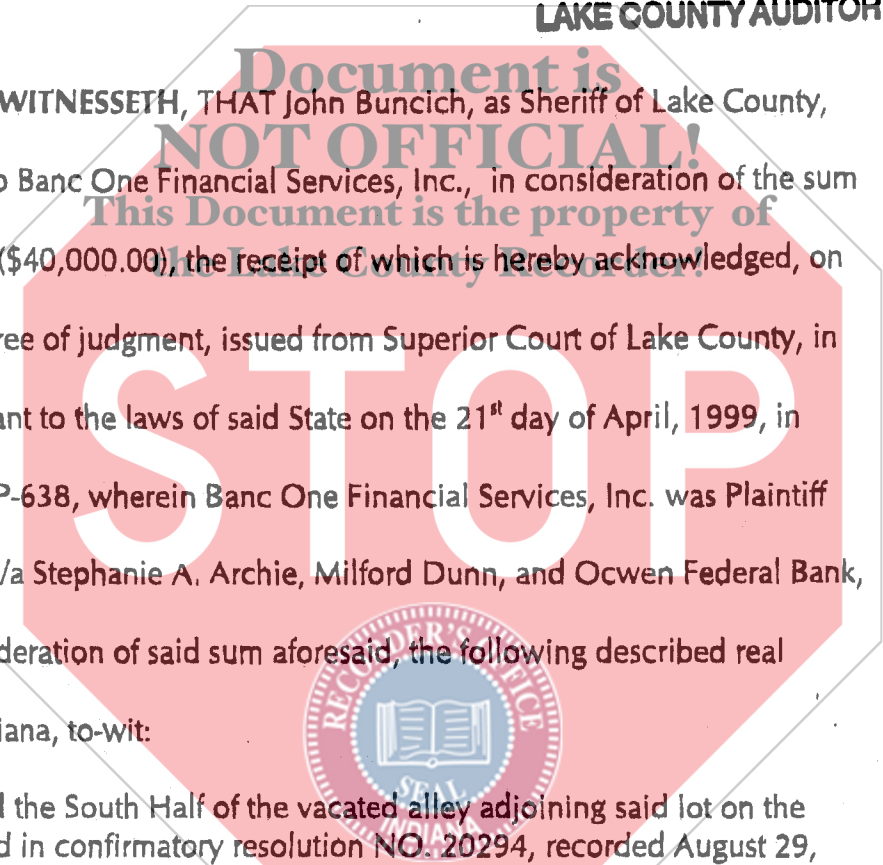 LAKE COUNTY AUDITOR
Document is
WITNESSETH, THAT John Buncich, as Sheriff of Lake County,
NOT OFFICIAL!
Banc One Financial Services, Inc., in consideration of the sum
This Document is the property of
($40,000.00), the receipt of which is hereby acknowledged, on
the Lake County Recorder!
ree of judgment, issued from Superior Court of Lake County, in
ant to the laws of said State on the 21st day of April, 1999, in
STOP
P-638, wherein Banc One Financial Services, Inc. was Plaintiff
/a Stephanie A. Archie, Milford Dunn, and Ocwen Federal Bank,
deration of said sum aforesaid, the following described real
RECORDER'S OFFICE
iana, to-wit:
SEAL
the South Half of the vacated alley adjoining said lot on the
INDIANA
d in confirmatory resolution NO. 20294, recorded August 29,